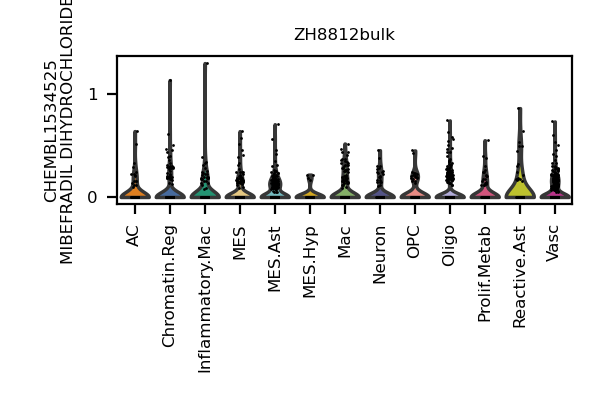 ZH8812bulk
CHEMBL1534525
MIBEFRADIL DIHYDROCHLORIDE
1
0
AC
Chromatin.Reg
Inflammatory.Mac
MES
MES.Ast
MES.Hyp
Mac
Neuron
OPC
Oligo
Prolif.Metab
Reactive.Ast
Vasc